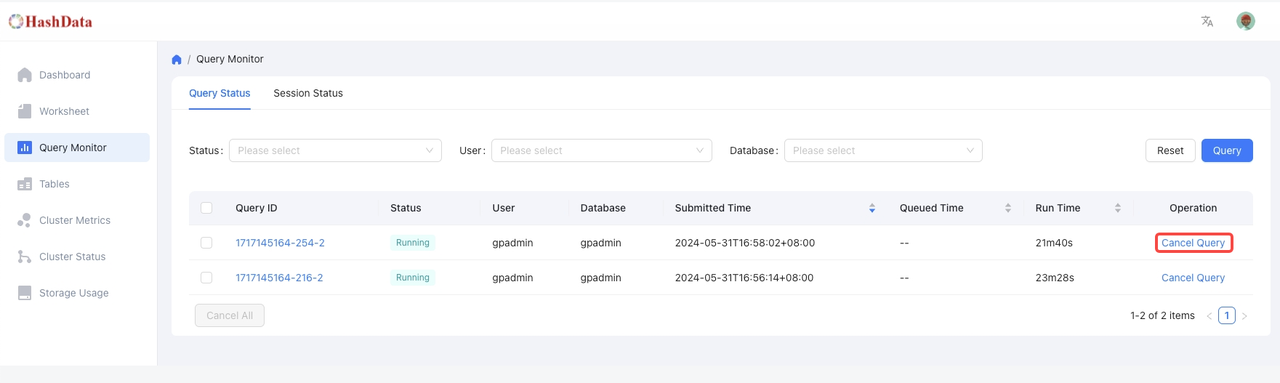 HashData
Dashboard
Worksheet
Query Monitor
Tables
Cluster Metrics
Cluster Status
Storage Usage
/ Query Monitor
Query Status Session Status
Status: Please select User: Please select Database: Please select Reset Query
Query ID Status User Database Submitted Time Queued Time Run Time Operation
1717145164-254-2 Running gpadmin gpadmin 2024-05-31T16:58:02+08:00 -- 21m40s Cancel Query
1717145164-216-2 Running gpadmin gpadmin 2024-05-31T16:56:14+08:00 -- 23m28s Cancel Query
Cancel All 1-2 of 2 items < 1 >